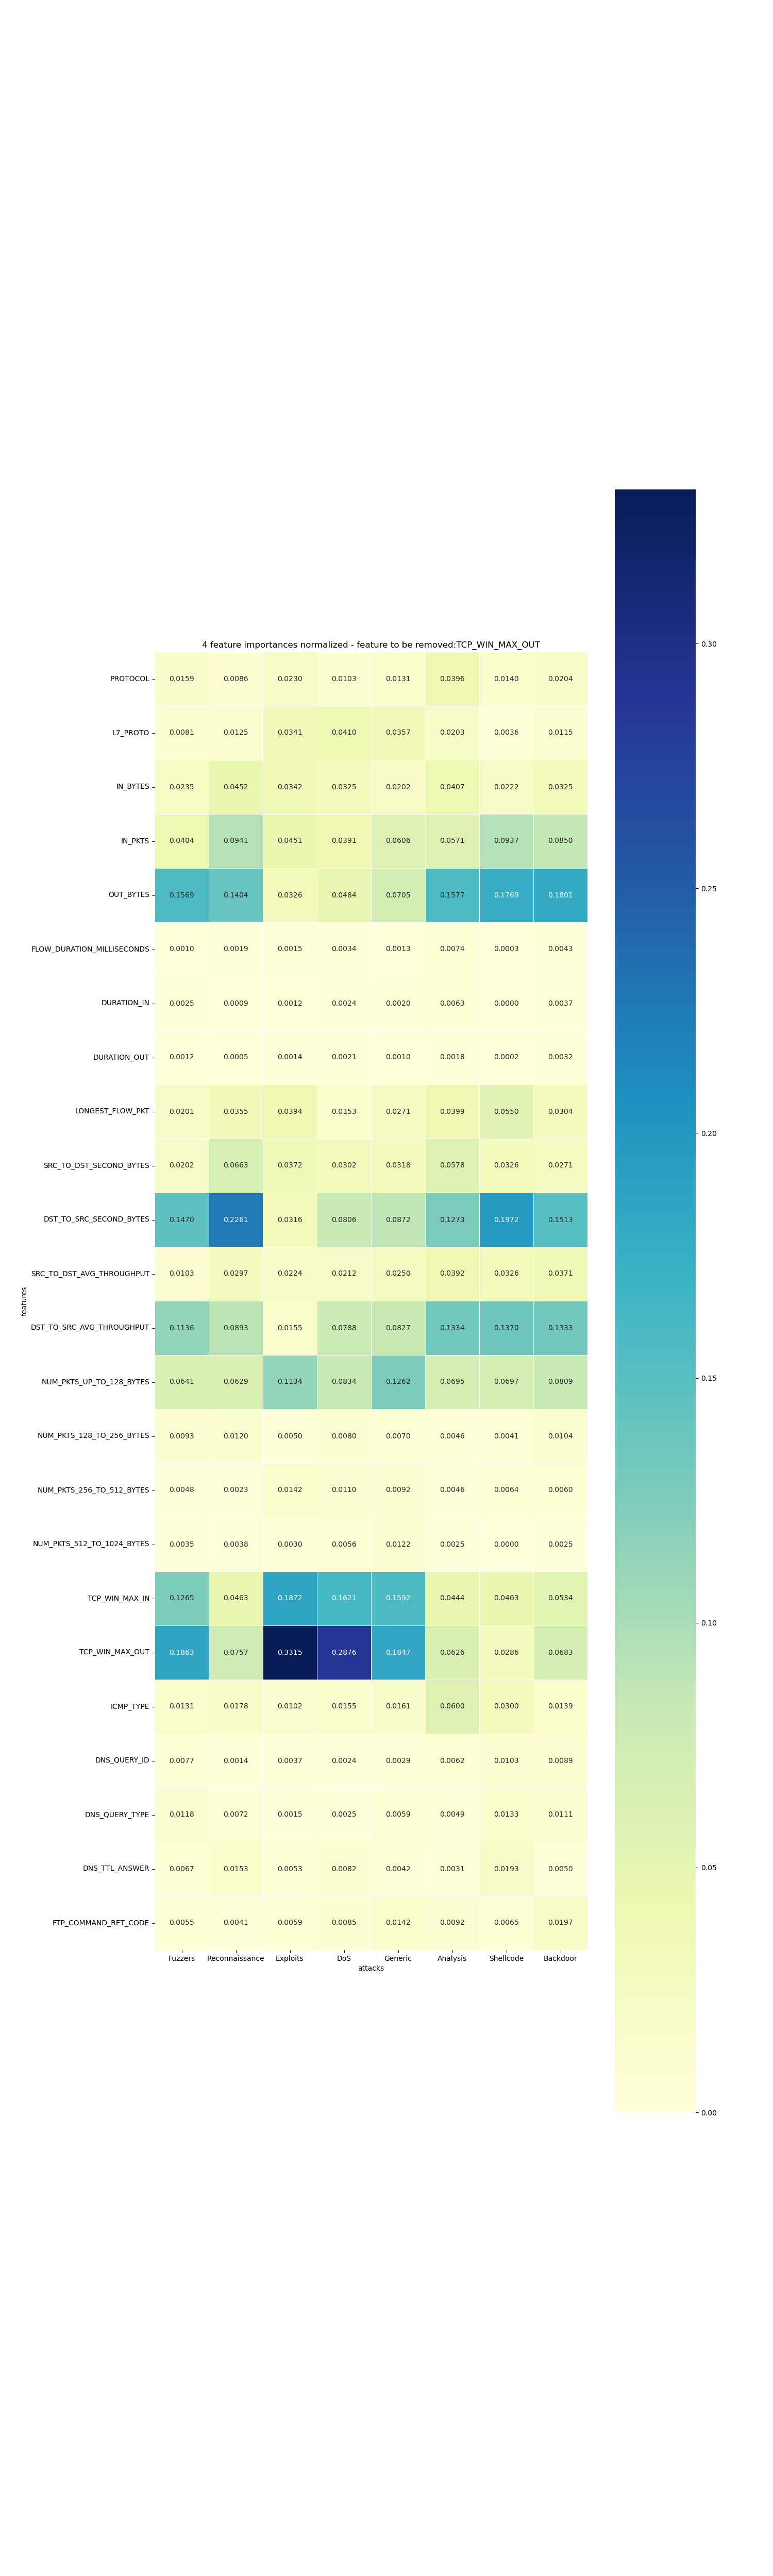 4 feature importances normalized - feature to be removed:TCP_WIN_MAX_OUT
PROTOCOL 0.0159 0.0086 0.0230 0.0103 0.0131 0.0396 0.0140 0.0204
L7_PROTO 0.0081 0.0125 0.0341 0.0410 0.0357 0.0203 0.0036 0.0115
IN_BYTES 0.0235 0.0452 0.0342 0.0325 0.0202 0.0407 0.0222 0.0325
IN_PKTS 0.0404 0.0941 0.0451 0.0391 0.0606 0.0571 0.0937 0.0850
OUT_BYTES 0.1569 0.1404 0.0326 0.0484 0.0705 0.1577 0.1769 0.1801
FLOW_DURATION_MILLISECONDS 0.0010 0.0019 0.0015 0.0034 0.0013 0.0074 0.0003 0.0043
DURATION_IN 0.0025 0.0009 0.0012 0.0024 0.0020 0.0063 0.0000 0.0037
DURATION_OUT 0.0012 0.0005 0.0014 0.0021 0.0010 0.0018 0.0002 0.0032
LONGEST_FLOW_PKT 0.0201 0.0355 0.0394 0.0153 0.0271 0.0399 0.0550 0.0304
SRC_TO_DST_SECOND_BYTES 0.0202 0.0663 0.0372 0.0302 0.0318 0.0578 0.0326 0.0271
DST_TO_SRC_SECOND_BYTES 0.1470 0.2261 0.0316 0.0806 0.0872 0.1273 0.1972 0.1513
SRC_TO_DST_AVG_THROUGHPUT 0.0103 0.0297 0.0224 0.0212 0.0250 0.0392 0.0326 0.0371
DST_TO_SRC_AVG_THROUGHPUT 0.1136 0.0893 0.0155 0.0788 0.0827 0.1334 0.1370 0.1333
NUM_PKTS_UP_TO_128_BYTES 0.0641 0.0629 0.1134 0.0834 0.1262 0.0695 0.0697 0.0809
NUM_PKTS_128_TO_256_BYTES 0.0093 0.0120 0.0050 0.0080 0.0070 0.0046 0.0041 0.0104
NUM_PKTS_256_TO_512_BYTES 0.0048 0.0023 0.0142 0.0110 0.0092 0.0046 0.0064 0.0060
NUM_PKTS_512_TO_1024_BYTES 0.0035 0.0038 0.0030 0.0056 0.0122 0.0025 0.0000 0.0025
TCP_WIN_MAX_IN 0.1265 0.0463 0.1872 0.1621 0.1592 0.0444 0.0463 0.0534
TCP_WIN_MAX_OUT 0.1863 0.0757 0.3315 0.2876 0.1847 0.0626 0.0286 0.0683
ICMP_TYPE 0.0131 0.0178 0.0102 0.0155 0.0161 0.0600 0.0300 0.0139
DNS_QUERY_ID 0.0077 0.0014 0.0037 0.0024 0.0029 0.0062 0.0103 0.0089
DNS_QUERY_TYPE 0.0118 0.0072 0.0015 0.0025 0.0059 0.0049 0.0133 0.0111
DNS_TTL_ANSWER 0.0067 0.0153 0.0053 0.0082 0.0042 0.0031 0.0193 0.0050
FTP_COMMAND_RET_CODE 0.0055 0.0041 0.0059 0.0085 0.0142 0.0092 0.0065 0.0197
Fuzzers Reconnaissance Exploits DoS Generic Analysis Shellcode Backdoor
attacks
features
0.30
0.25
0.20
0.15
0.10
0.05
0.00